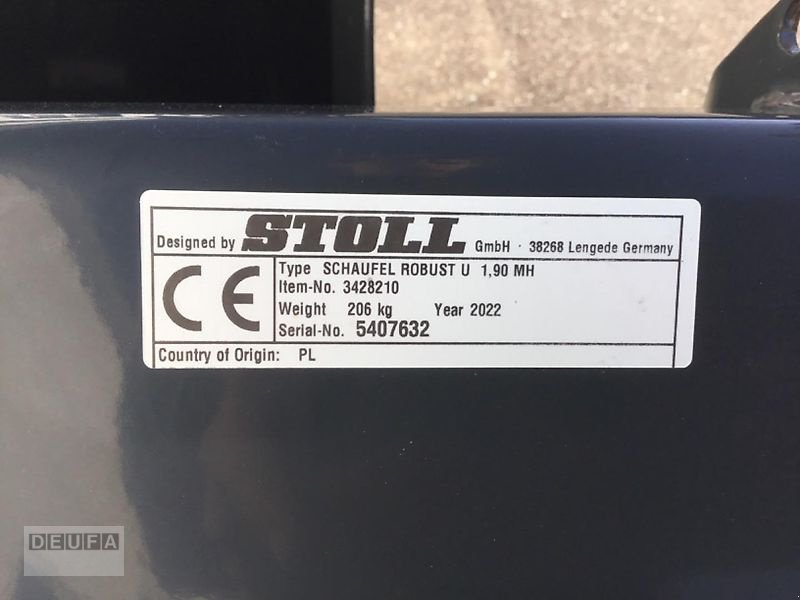 Designed by STOLL GmbH · 38268 Lengede Germany
CE
Type SCHAUFEL ROBUST U 1,90 MH
Item-No. 3428210
Weight 206 kg Year 2022
Serial-No. 5407632
Country of Origin: PL
DEUFA